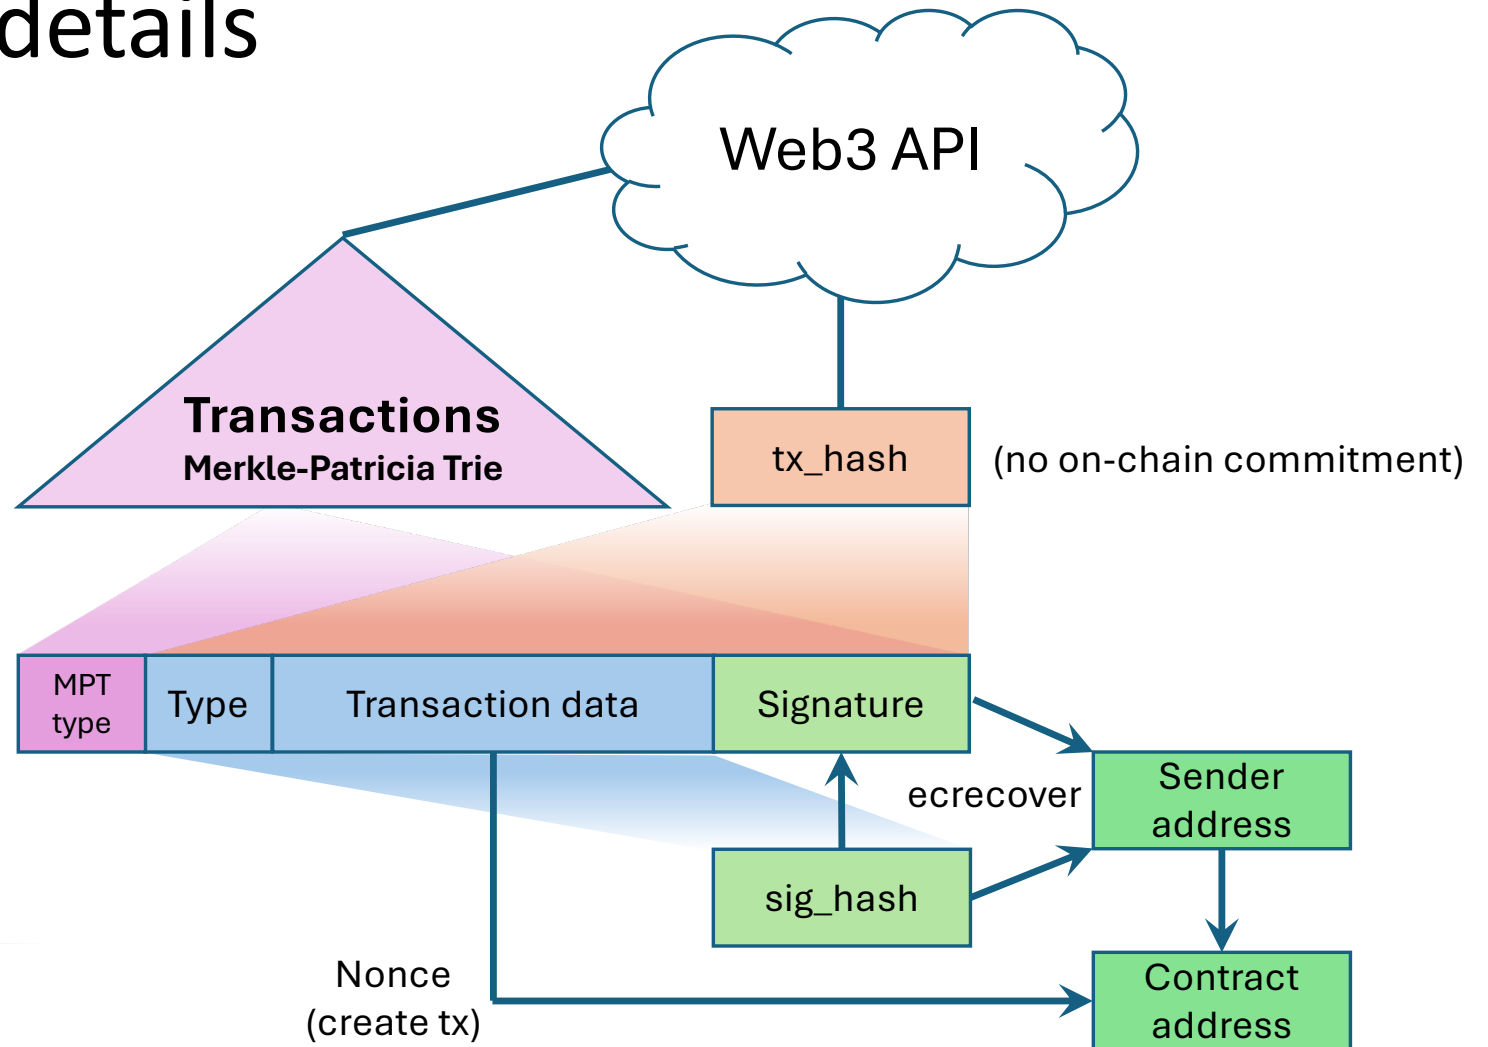 details
Web3 API
Transactions
Merkle-Patricia Trie
tx_hash
(no on-chain commitment)
MPT
type
Type
Transaction data
Signature
ecrecover
Sender
address
sig_hash
Nonce
(create tx)
Contract
address